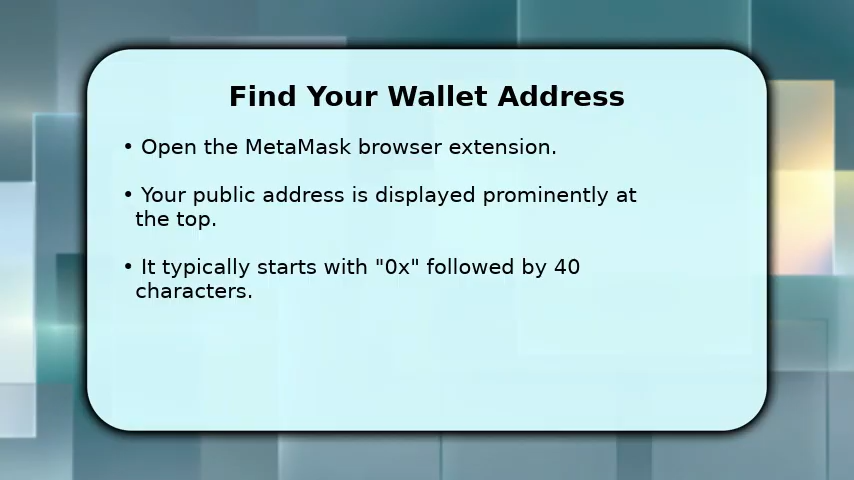 Find Your Wallet Address
• Open the MetaMask browser extension.
• Your public address is displayed prominently at
the top.
• It typically starts with "0x" followed by 40
characters.